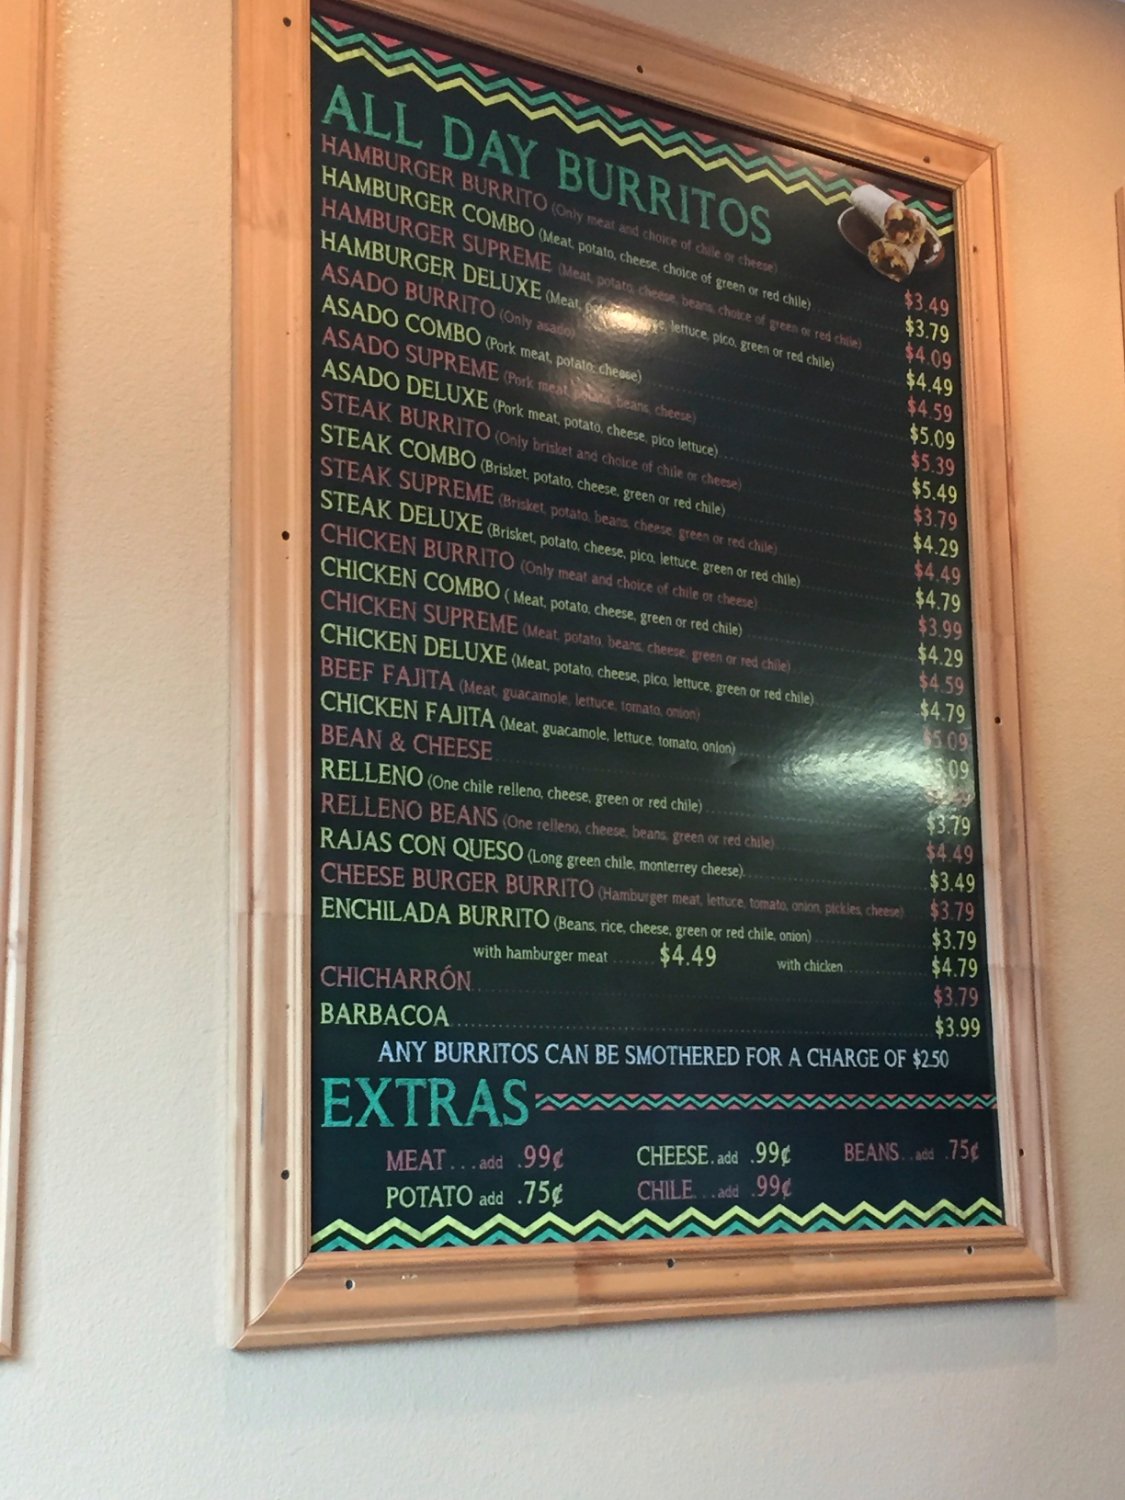 ALL DAY BURRITOS
HAMBURGER BURRITO (Only meat and choice of chile or cheese) $3.49
HAMBURGER COMBO (Meat, potato, cheese, choice of green or red chile) $3.79
HAMBURGER SUPREME (Meat, potato, cheese, beans, choice of green or red chile) $4.09
HAMBURGER DELUXE (Meat, lettuce, pico, green or red chile) $4.49
ASADO BURRITO (Only asado) $4.59
ASADO COMBO (Pork meat, potato, cheese) $5.09
ASADO SUPREME (Pork meat, potato, beans, cheese) $5.39
ASADO DELUXE (Pork meat, potato, cheese, pico lettuce) $5.49
STEAK BURRITO (Only brisket and choice of chile or cheese) $3.79
STEAK COMBO (Brisket, potato, cheese, green or red chile) $4.29
STEAK SUPREME (Brisket, potato, beans, cheese, green or red chile) $4.49
STEAK DELUXE (Brisket, potato, cheese, pico, lettuce, green or red chile) $4.79
CHICKEN BURRITO (Only meat and choice of chile or cheese) $3.99
CHICKEN COMBO ( Meat, potato, cheese, green or red chile) $4.29
CHICKEN SUPREME (Meat, potato, beans, cheese, green or red chile) $4.59
CHICKEN DELUXE (Meat, potato, cheese, pico, lettuce, green or red chile) $4.79
BEEF FAJITA (Meat, guacamole, lettuce, tomato, onion) $5.09
CHICKEN FAJITA (Meat, guacamole, lettuce, tomato, onion) $5.09
BEAN & CHEESE
RELLENO (One chile relleno, cheese, green or red chile) $3.79
RELLENO BEANS (One relleno, cheese, beans, green or red chile) $4.49
RAJAS CON QUESO (Long green chile, monterrey cheese) $3.49
CHEESE BURGER BURRITO (Hamburger meat, lettuce, tomato, onion, pickles, cheese) $3.79
ENCHILADA BURRITO (Beans, rice, cheese, green or red chile, onion) $3.79
with hamburger meat ....... $4.49 with chicken $4.79
CHICHARRÓN $3.79
BARBACOA $3.99
ANY BURRITOS CAN BE SMOTHERED FOR A CHARGE OF $2.50
EXTRAS
MEAT ... add .99¢ CHEESE . add .99¢ BEANS .. add .75¢
POTATO add .75¢ CHILE ... add .99¢